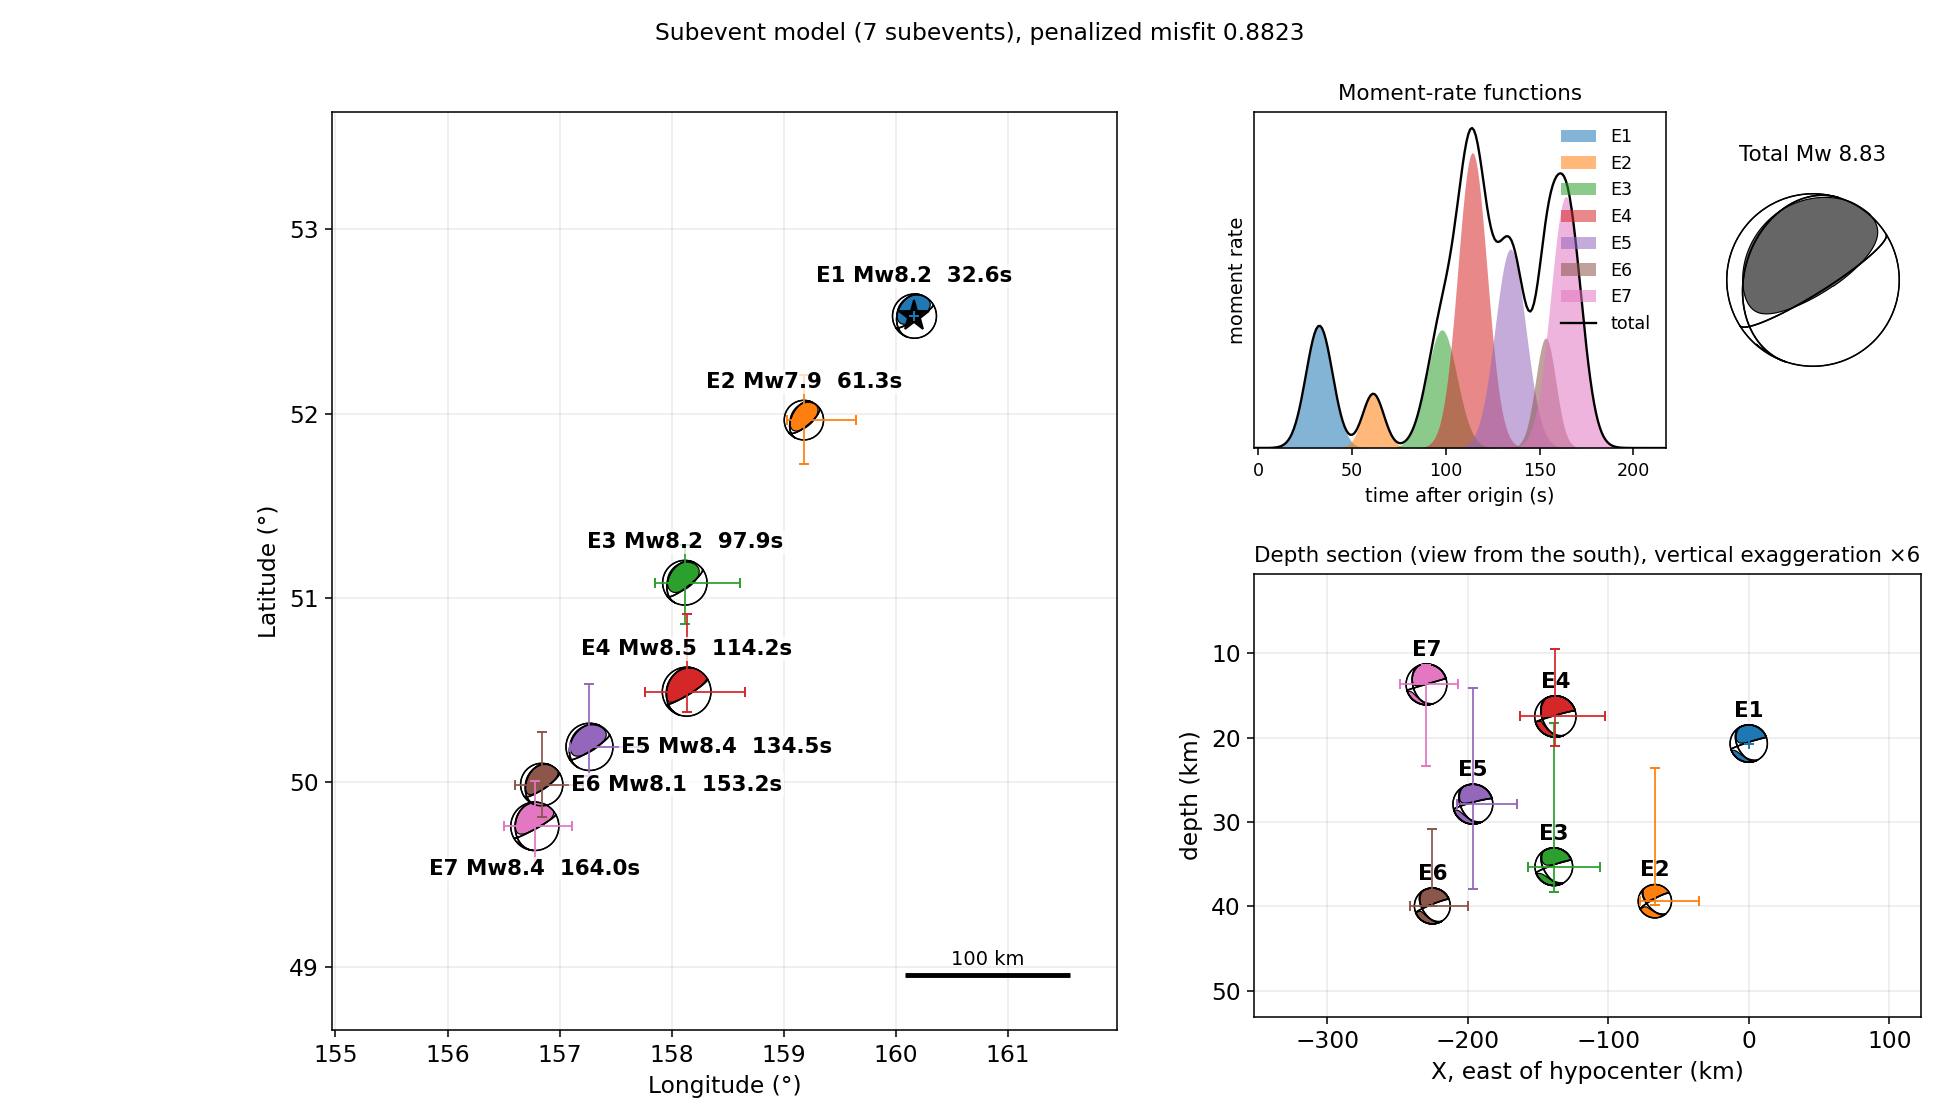 Subevent model (7 subevents), penalized misfit 0.8823
Latitude (°)
53
52
51
50
49
155
156
157
158
159
160
161
Longitude (°)
E1 Mw8.2  32.6s
E2 Mw7.9  61.3s
E3 Mw8.2  97.9s
E4 Mw8.5  114.2s
E5 Mw8.4  134.5s
E6 Mw8.1  153.2s
E7 Mw8.4  164.0s
100 km
Moment-rate functions
moment rate
E1
E2
E3
E4
E5
E6
E7
total
0
50
100
150
200
time after origin (s)
Total Mw 8.83
Depth section (view from the south), vertical exaggeration ×6
depth (km)
10
20
30
40
50
E7
E4
E1
E5
E3
E6
E2
−300
−200
−100
0
100
X, east of hypocenter (km)